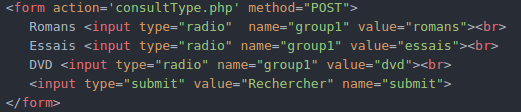 <form action='consultType.php' method="POST">
Romans <input type="radio"  name="group1" value="romans"><br>
Essais <input type="radio" name="group1" value="essais"><br>
DVD <input type="radio" name="group1" value="dvd"><br>
<input type="submit" value="Rechercher" name="submit">
</form>